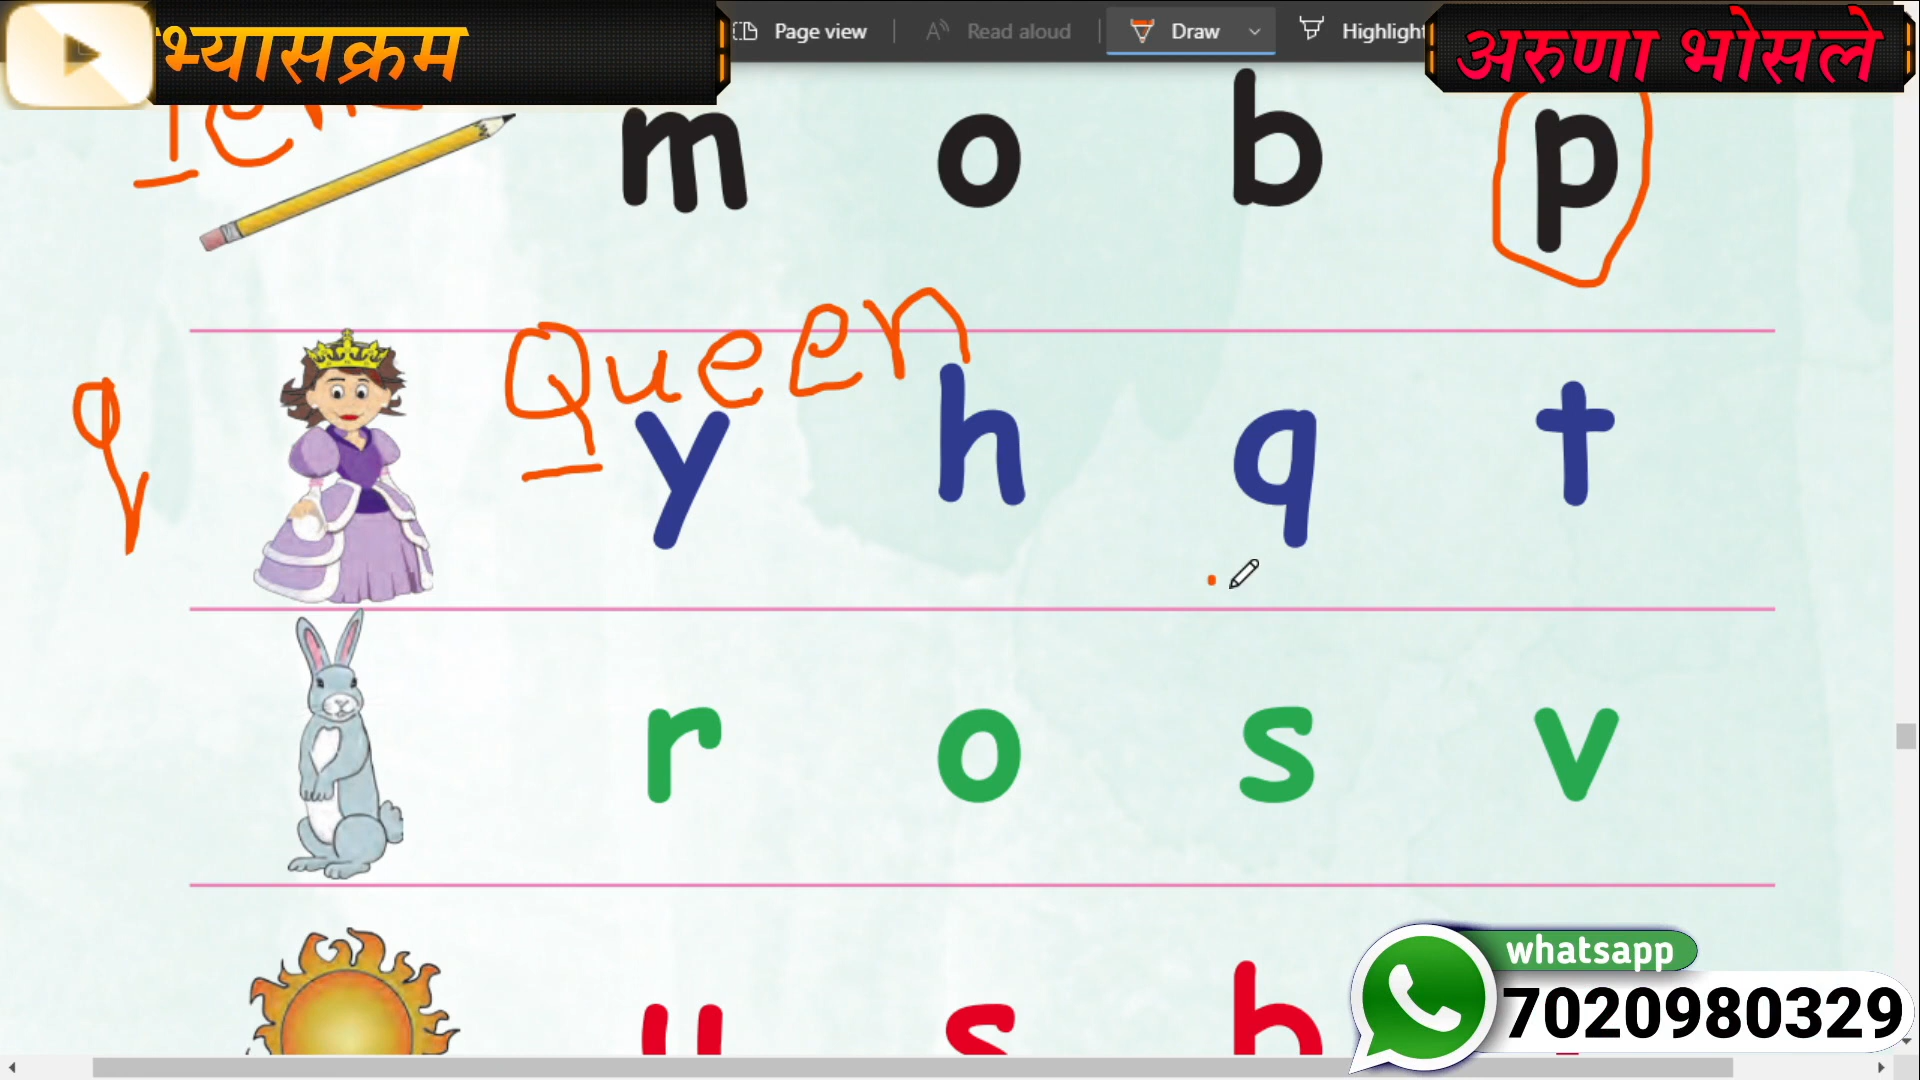 भ्यासक्रम
Page view
Read aloud
Draw
Highlight
अरुणा भोसले
m o b p
Queen
q
y h q t
r o s v
u s h
whatsapp
7020980329